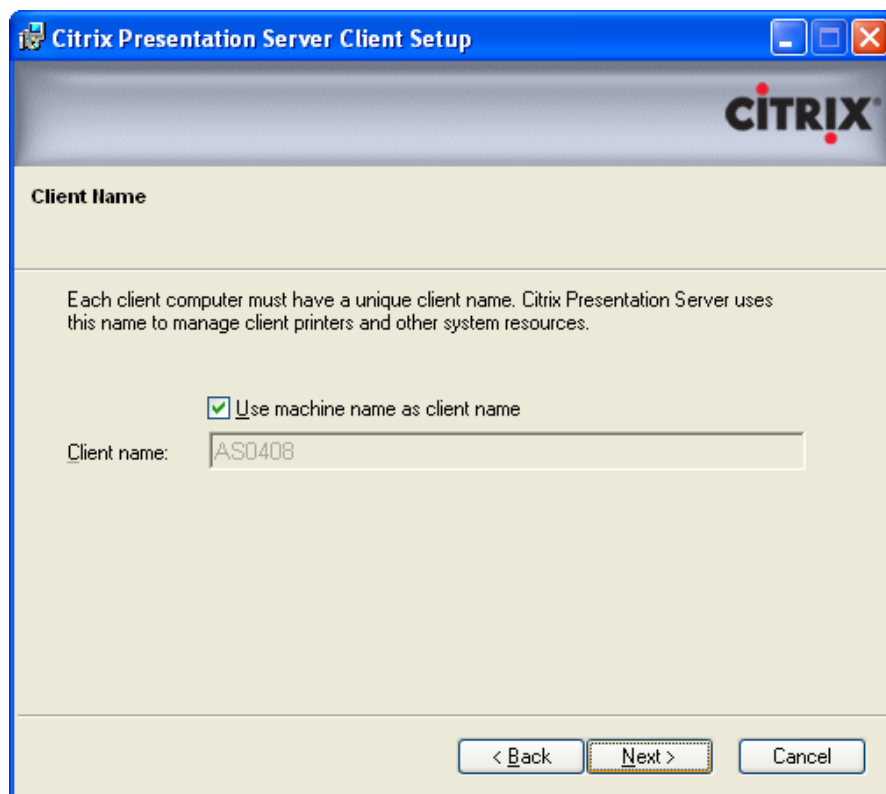 Citrix Presentation Server Client Setup
CITRIX®
Client Name
Each client computer must have a unique client name. Citrix Presentation Server uses
this name to manage client printers and other system resources.
Use machine name as client name
Client name: AS0408
< Back Next > Cancel